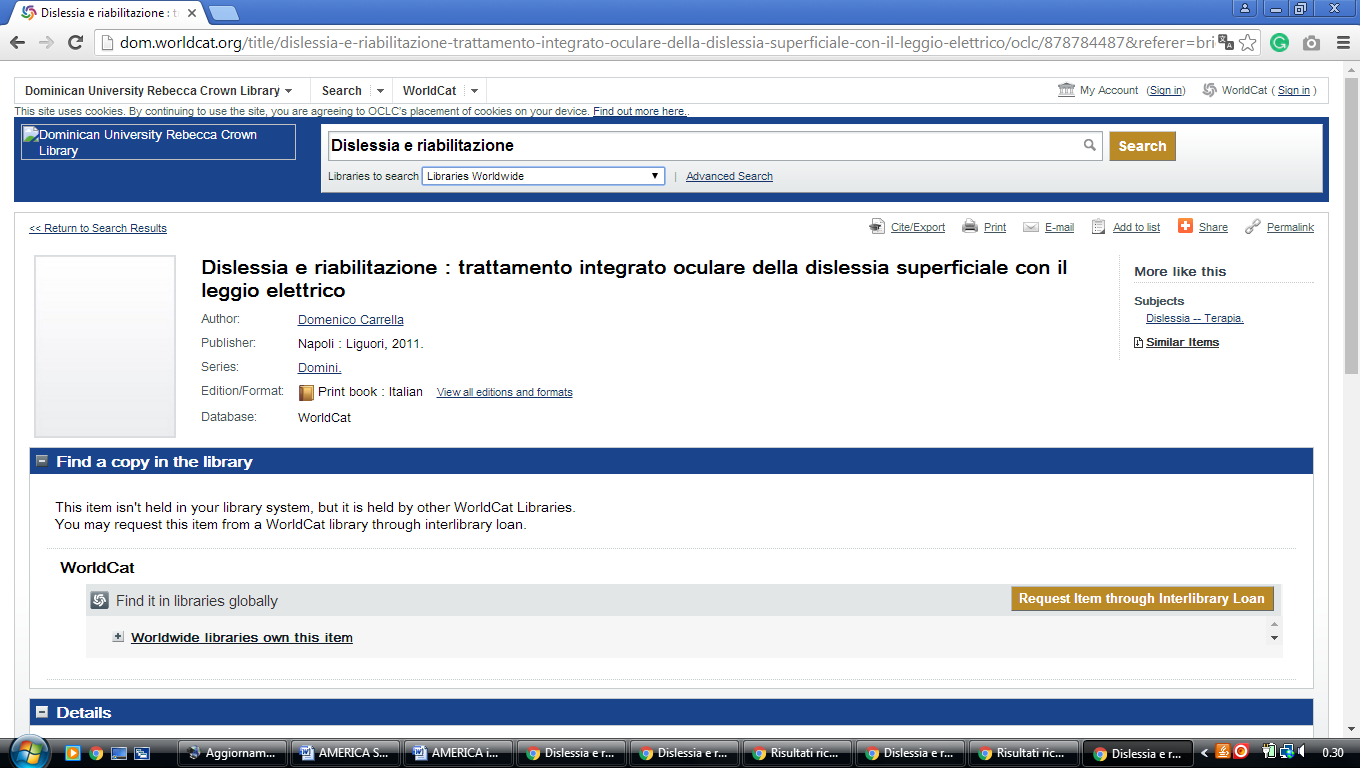 Dislessia e riabilitazione : t
dom.worldcat.org/title/dislessia-e-riabilitazione-trattamento-integrato-oculare-della-dislessia-superficiale-con-il-leggio-elettrico/oclc/878784487&referer=bri
Dominican University Rebecca Crown Library Search WorldCat My Account (Sign in) WorldCat ( Sign in )
This site uses cookies. By continuing to use the site, you are agreeing to OCLC's placement of cookies on your device. Find out more here..
Dominican University Rebecca Crown
Library
Dislessia e riabilitazione Search
Libraries to search Libraries Worldwide | Advanced Search
<< Return to Search Results Cite/Export Print E-mail Add to list Share Permalink
Dislessia e riabilitazione : trattamento integrato oculare della dislessia superficiale con il
leggio elettrico
Author: Domenico Carrella
Publisher: Napoli : Liguori, 2011.
Series: Domini.
Edition/Format: Print book : Italian View all editions and formats
Database: WorldCat
More like this
Subjects
Dislessia -- Terapia.
Similar Items
Find a copy in the library
This item isn't held in your library system, but it is held by other WorldCat Libraries.
You may request this item from a WorldCat library through interlibrary loan.
WorldCat
Find it in libraries globally Request Item through Interlibrary Loan
Worldwide libraries own this item
Details
Aggiornam... AMERICA S... AMERICA i... Dislessia e r... Dislessia e r... Risultati ric... Dislessia e r... Risultati ric... Dislessia e r... 0.30